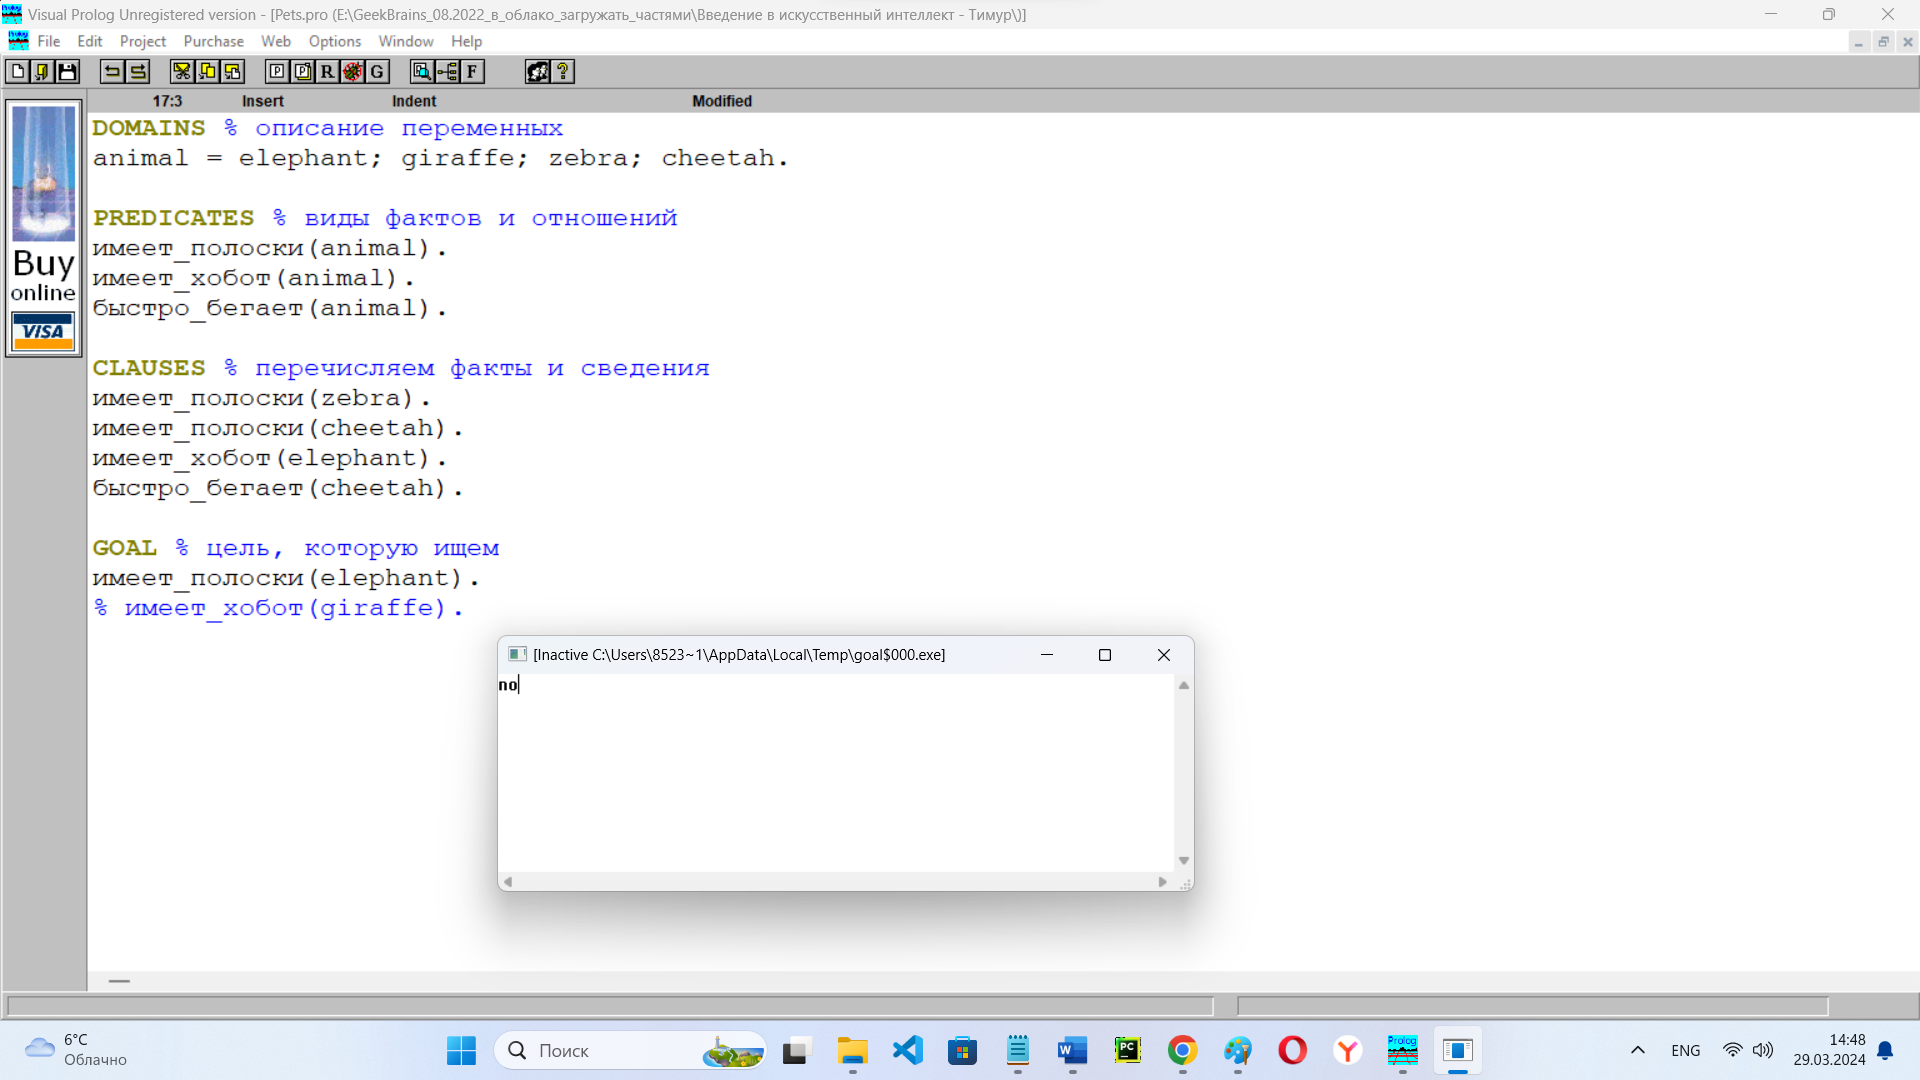 Visual Prolog Unregistered version - [Pets.pro (E:\GeekBrains_08.2022_в_облако_загружать_частями\Введение в искусственный интеллект - Тимур\)]
File Edit Project Purchase Web Options Window Help
17:3 Insert Indent Modified
DOMAINS % описание переменных
animal = elephant; giraffe; zebra; cheetah.
PREDICATES % виды фактов и отношений
имеет_полоски(animal).
имеет_хобот(animal).
быстро_бегает(animal).
CLAUSES % перечисляем факты и сведения
имеет_полоски(zebra).
имеет_полоски(cheetah).
имеет_хобот(elephant).
быстро_бегает(cheetah).
GOAL % цель, которую ищем
имеет_полоски(elephant).
% имеет_хобот(giraffe).
Buy
online
VISA
[Inactive C:\Users\8523~1\AppData\Local\Temp\goal$000.exe]
no
6°C
Облачно
Поиск
Prolog
ENG
14:48
29.03.2024